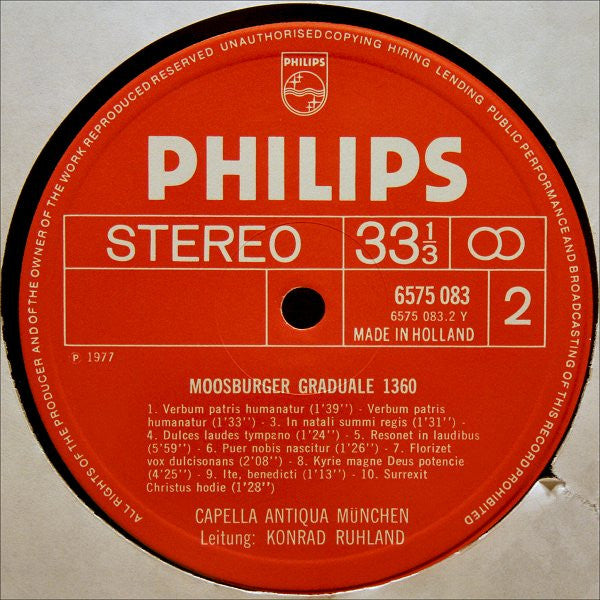 ALL RIGHTS OF THE PRODUCER AND OF THE OWNER OF THE WORK REPRODUCED RESERVED UNAUTHORISED COPYING HIRING LENDING PUBLIC PERFORMANCE AND BROADCASTING OF THIS RECORD PROHIBITED
PHILIPS
PHILIPS
STEREO 33 1/3
6575 083
6575 083.2 Y
MADE IN HOLLAND
2
℗ 1977
MOOSBURGER GRADUALE 1360
1. Verbum patris humanatur (1'39'') - Verbum patris
humanatur (1'33'') - 3. In natali summi regis (1'31'') -
4. Dulces laudes tympano (1'24'') - 5. Resonet in laudibus
(5'59'') - 6. Puer nobis nascitur (1'26'') - 7. Florizet
vox dulcisonans (2'08'') - 8. Kyrie magne Deus potencie
(4'25'') - 9. Ite, benedicti (1'13'') - 10. Surrexit
Christus hodie (1'28'')
CAPELLA ANTIQUA MüNCHEN
Leitung: KONRAD RUHLAND